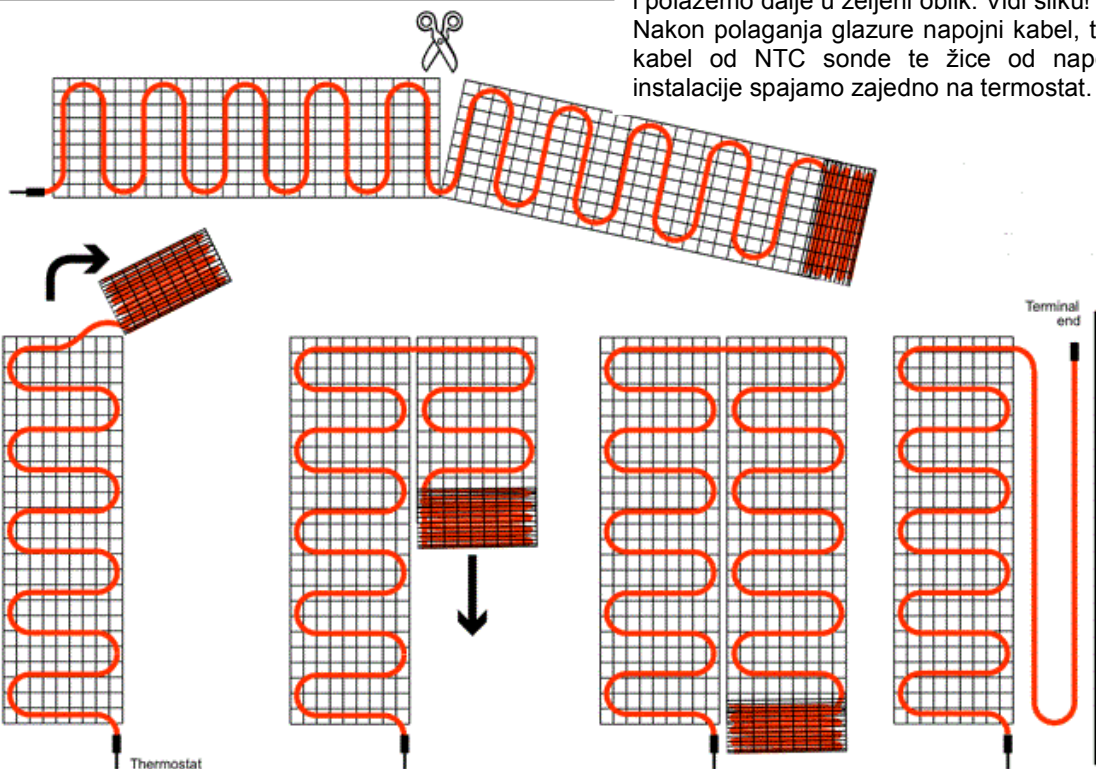 i polažemo dalje u željeni oblik. Vidi sliku!
Nakon polaganja glazure napojni kabel,
kabel od NTC sonde te žice od
instalacije spajamo zajedno na termostat.
Terminal
end
Thermostat